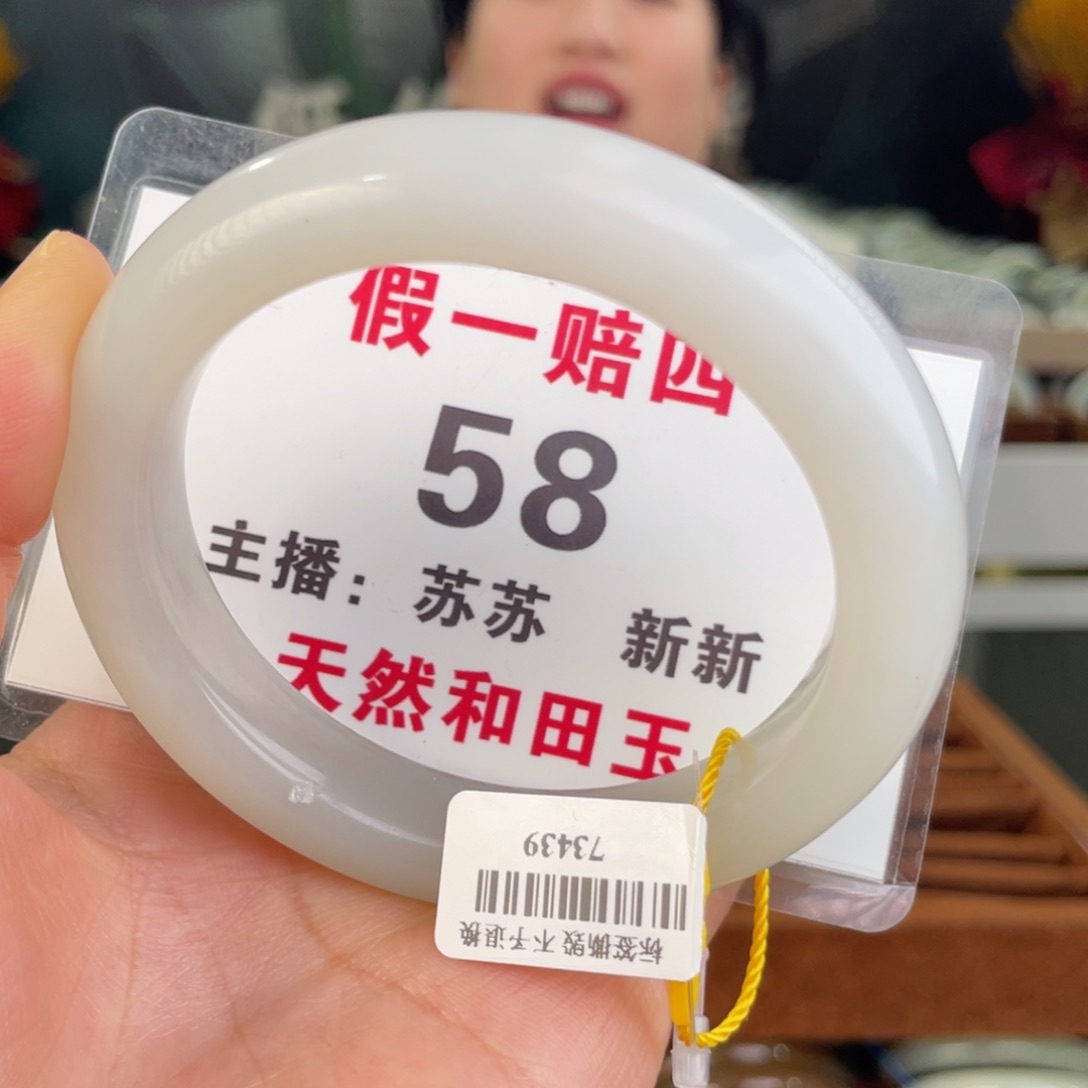 假一赔四
58
主播：苏苏 新新
天然和田玉
73439
标签撕毁 不予退换